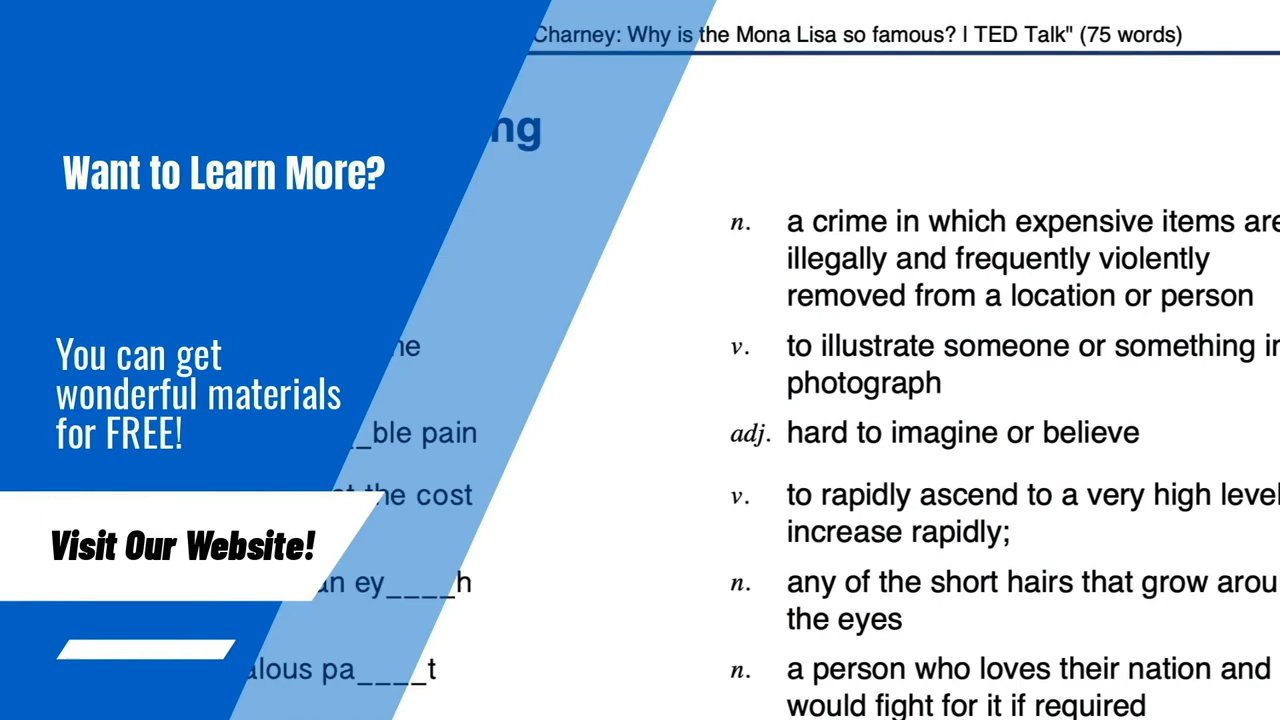 Charney: Why is the Mona Lisa so famous? | TED Talk" (75 words)
ng
Want to Learn More?
You can get
wonderful materials
for FREE!
Visit Our Website!
n. a crime in which expensive items are
illegally and frequently violently
removed from a location or person
he v. to illustrate someone or something in
photograph
_ble pain adj. hard to imagine or believe
the cost v. to rapidly ascend to a very high level
increase rapidly;
an ey____h n. any of the short hairs that grow arou
the eyes
alous pa____t n. a person who loves their nation and
would fight for it if required